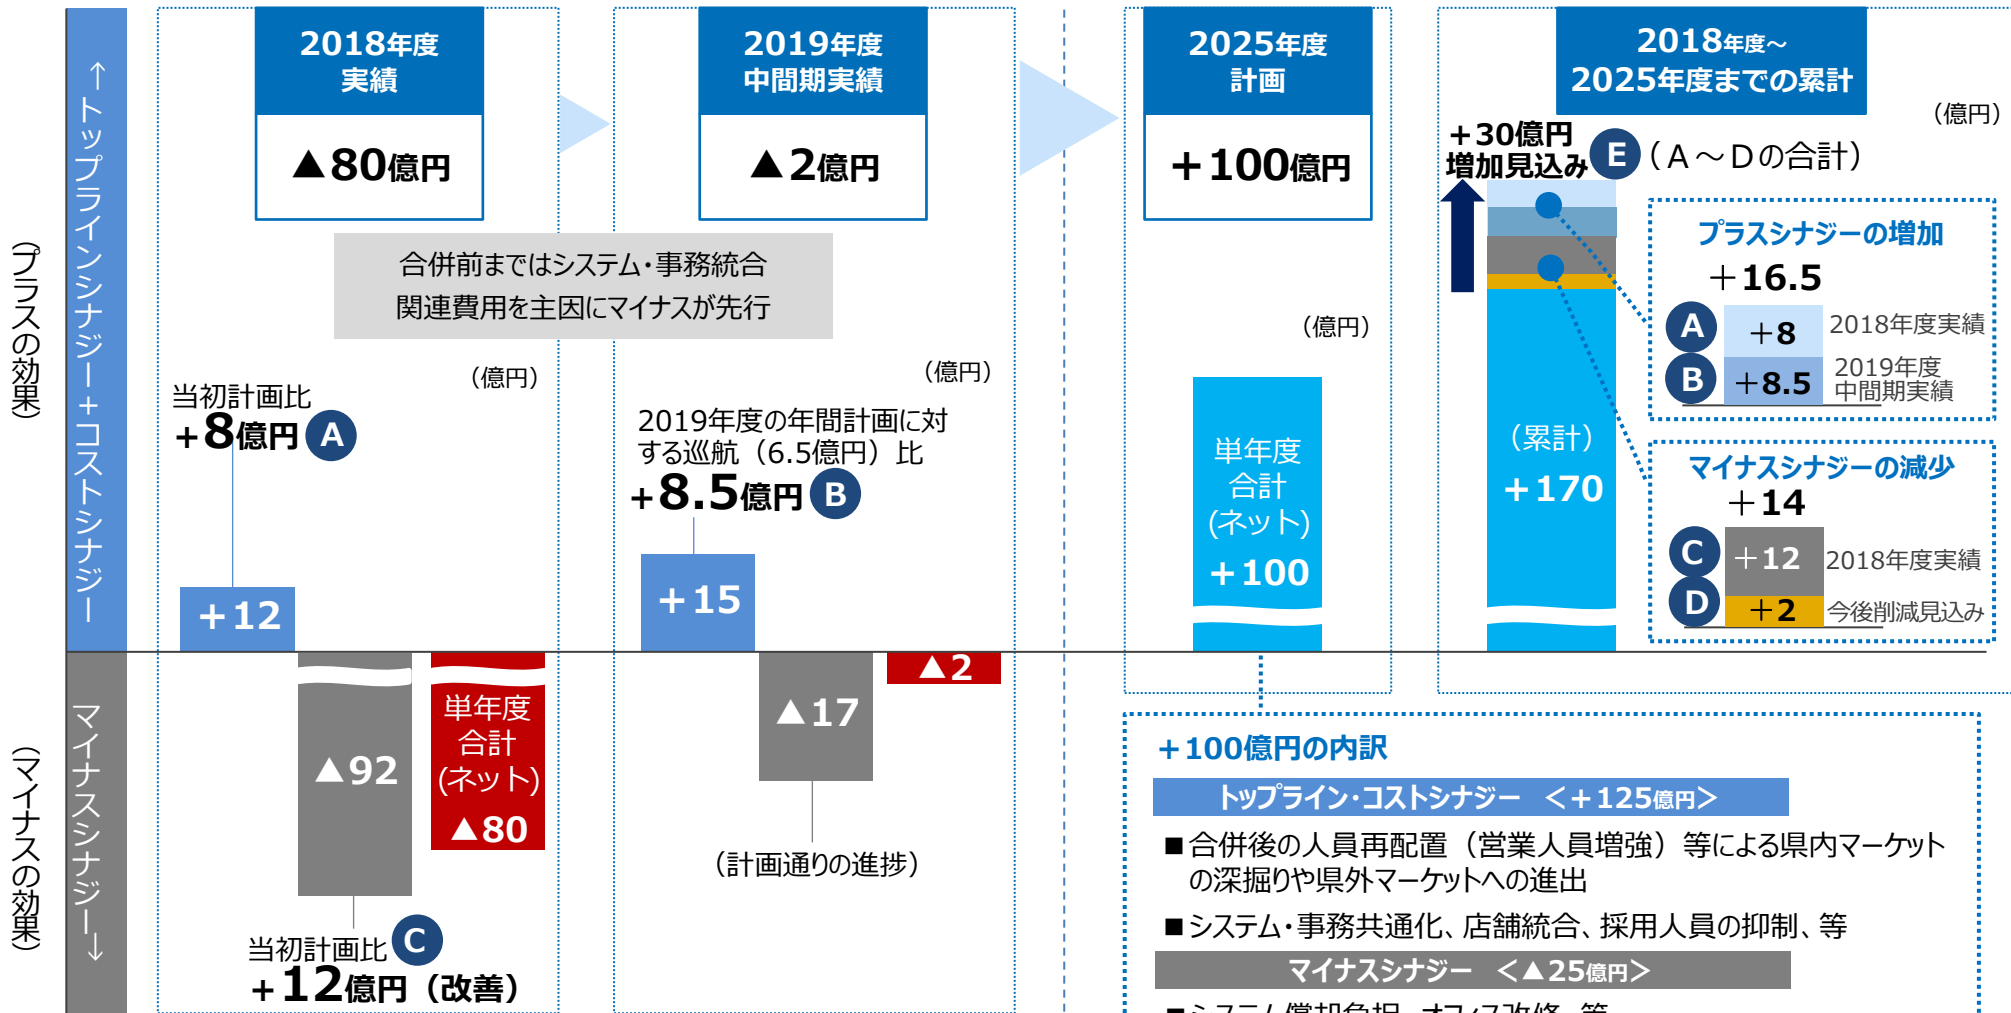 (プラスの効果)
↑トップラインシナジー＋コストシナジー
(マイナスの効果)
マイナスシナジー↓
2018年度
実績
▲80億円
2019年度
中間期実績
▲2億円
合併前まではシステム・事務統合
関連費用を主因にマイナスが先行
（億円）
当初計画比
+8億円 A
+12
▲92
単年度
合計
(ネット)
▲80
当初計画比 C
+12億円（改善）
（億円）
2019年度の年間計画に対
する巡航（6.5億円）比
+8.5億円 B
+15
▲17
▲2
（計画通りの進捗）
2025年度
計画
+100億円
（億円）
単年度
合計
(ネット)
+100
2018年度～
2025年度までの累計
（億円）
+30億円
増加見込み E（A～Dの合計）
（累計）
+170
プラスシナジーの増加
+16.5
A +8 2018年度実績
B +8.5 2019年度
中間期実績
マイナスシナジーの減少
+14
C +12 2018年度実績
D +2 今後削減見込み
+100億円の内訳
トップライン・コストシナジー ＜+125億円＞
■合併後の人員再配置（営業人員増強）等による県内マーケット
の深掘りや県外マーケットへの進出
■システム・事務共通化、店舗統合、採用人員の抑制、等
マイナスシナジー ＜▲25億円＞
■システム償却負担、オフィス改修、等